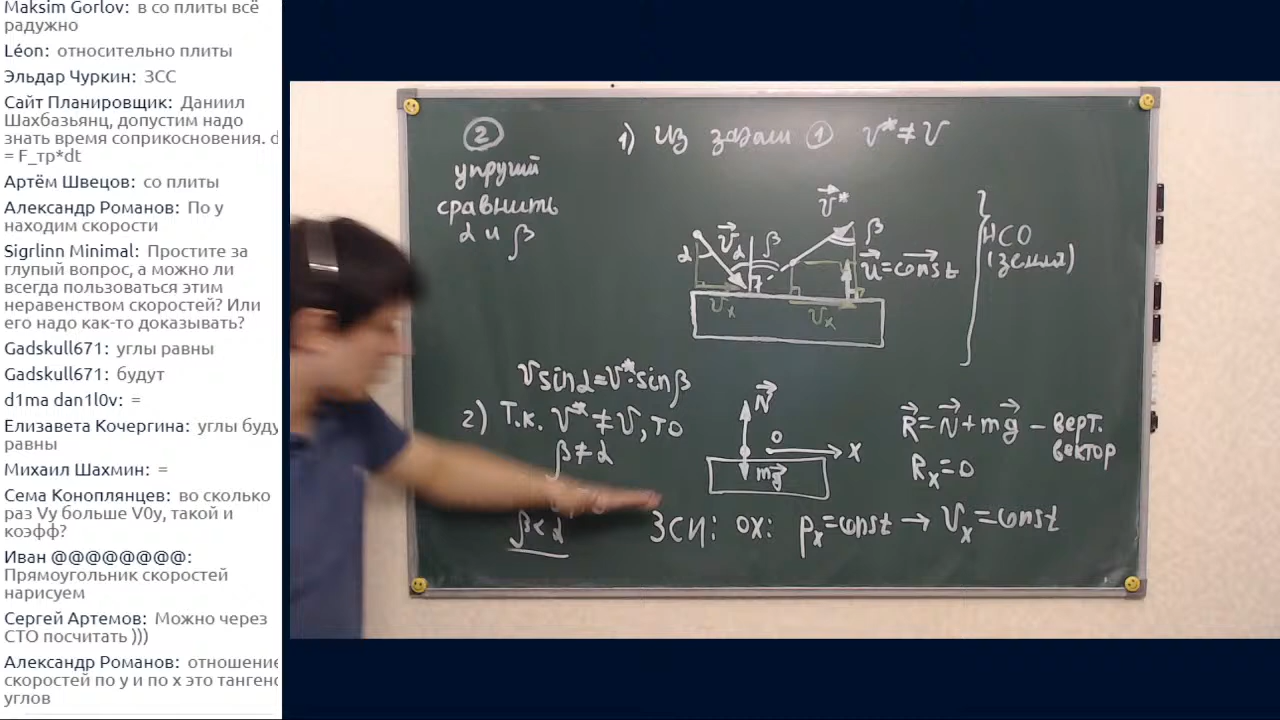 Maksim Gorlov: в со плиты всё
радужно
Léon: относительно плиты
Эльдар Чуркин: ЗСС
Сайт Планировщик: Даниил
Шахбазьянц, допустим надо
знать время соприкосновения. d
= F_тр*dt
Артём Швецов: со плиты
Александр Романов: По у
находим скорости
Sigrlinn Minimal: Простите за
глупый вопрос, а можно ли
всегда пользоваться этим
неравенством скоростей? Или
его надо как-то доказывать?
Gadskull671: углы равны
Gadskull671: будут
d1ma dan1l0v: =
Елизавета Кочергина: углы буду
равны
Михаил Шахмин: =
Сема Коноплянцев: во сколько
раз Vy больше V0y, такой и
коэфф?
Иван @@@@@@@@:
Прямоугольник скоростей
нарисуем
Сергей Артемов: Можно через
СТО посчитать )))
Александр Романов: отношение
скоростей по у и по х это тангенс
углов
2
упругий
сравнить
α и β
1) Из задачи 1 V* ≠ V
V*
α V α β β
U=const
Vx Vx
НСО
(земля)
Vsinα=V*·sinβ
2) Т.к. V* ≠ V, то
β ≠ α
β < α
N
0 x
mg
R = N + mg – верт.
вектор
Rx=0
ЗСИ: ox: px=const → Vx=const